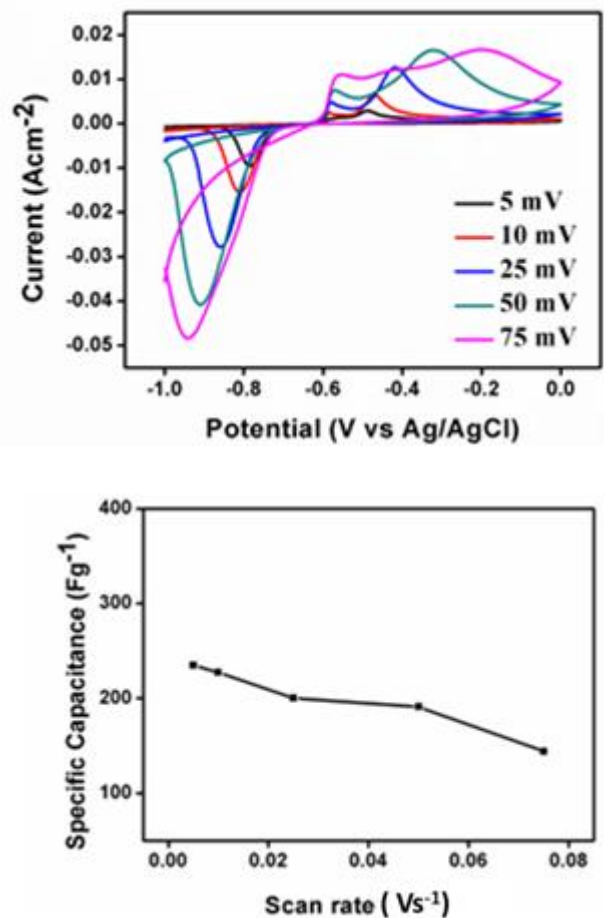 0.02
0.01
0.00
-0.01
-0.02
-0.03
-0.04
-0.05
Current (Acm-2)
5 mV
10 mV
25 mV
50 mV
75 mV
-1.0 -0.8 -0.6 -0.4 -0.2 0.0
Potential (V vs Ag/AgCl)
400
300
200
100
Specific Capacitance (Fg-1)
0.00 0.02 0.04 0.06 0.08
Scan rate ( Vs-1)